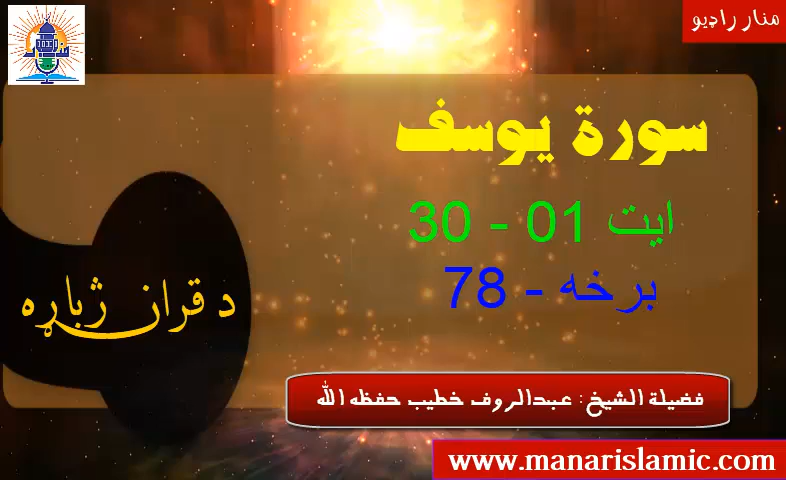 منار راډیو
سورة یوسف
ایت 01 - 30
برخه - 78
د قران ژباړه
فضیلة الشیخ : عبدالروف خطیب حفظه الله
www.manarislamic.com